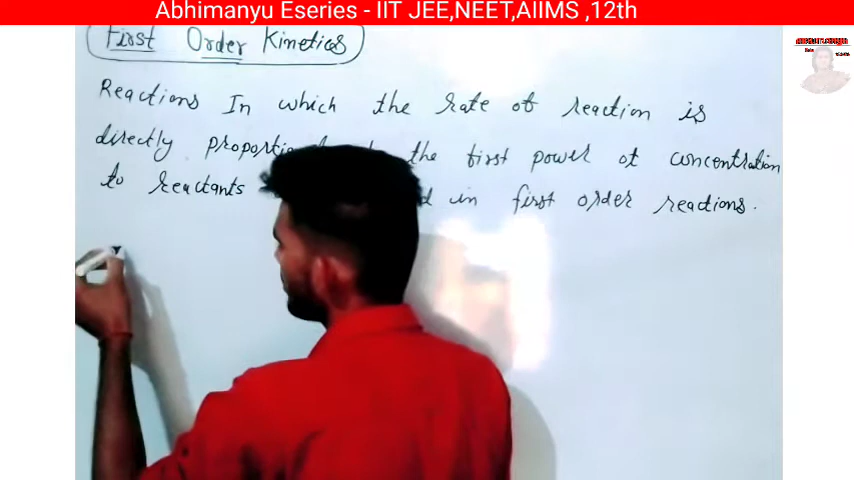 Abhimanyu Eseries - IIT JEE,NEET,AIIMS ,12th
First Order Kinetics
Reactions In which the rate of reaction is
directly the first power of concentration
to reactants in first order reactions.